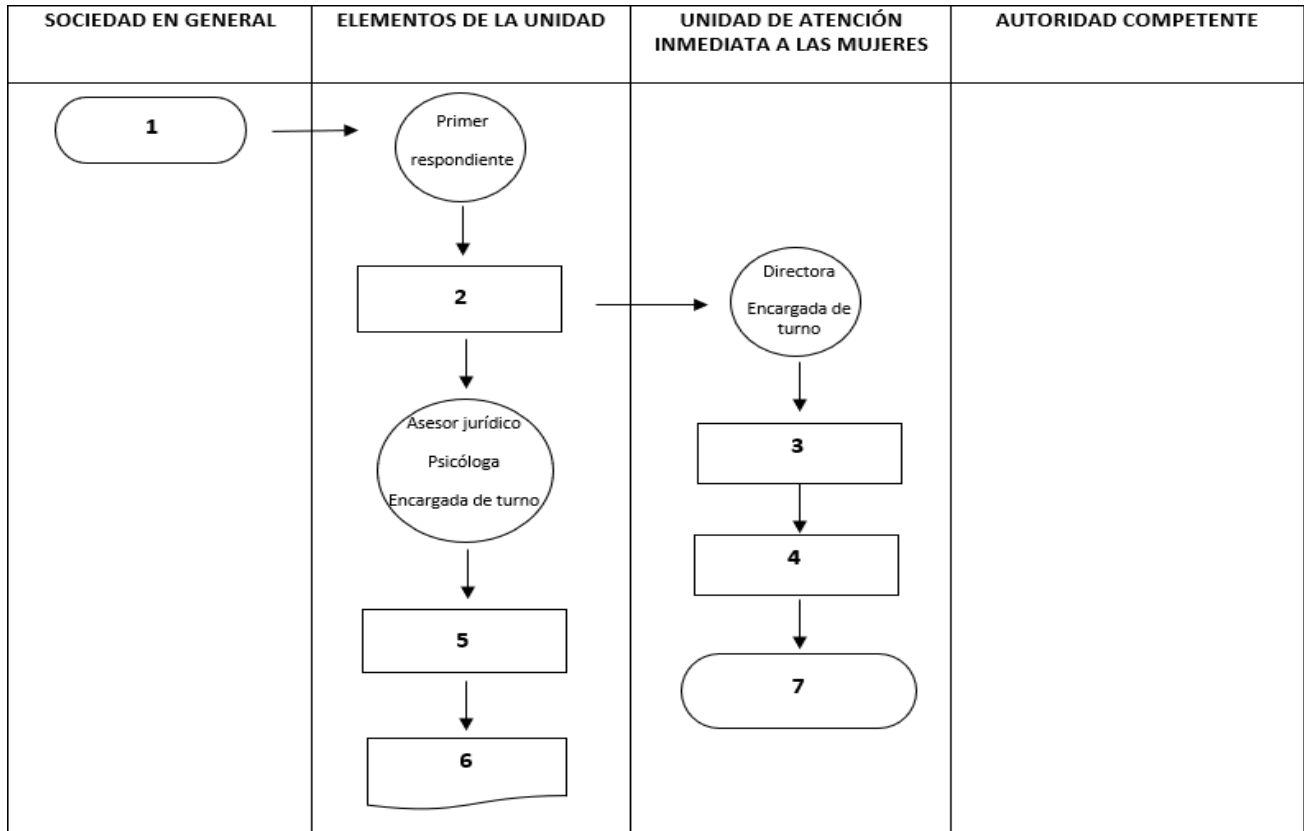 SOCIEDAD EN GENERAL
ELEMENTOS DE LA UNIDAD
UNIDAD DE ATENCIÓN
INMEDIATA A LAS MUJERES
AUTORIDAD COMPETENTE
1
Primer
respondiente
2
Directora
Encargada de
turno
Asesor jurídico
Psicóloga
Encargada de turno
3
4
5
6
7